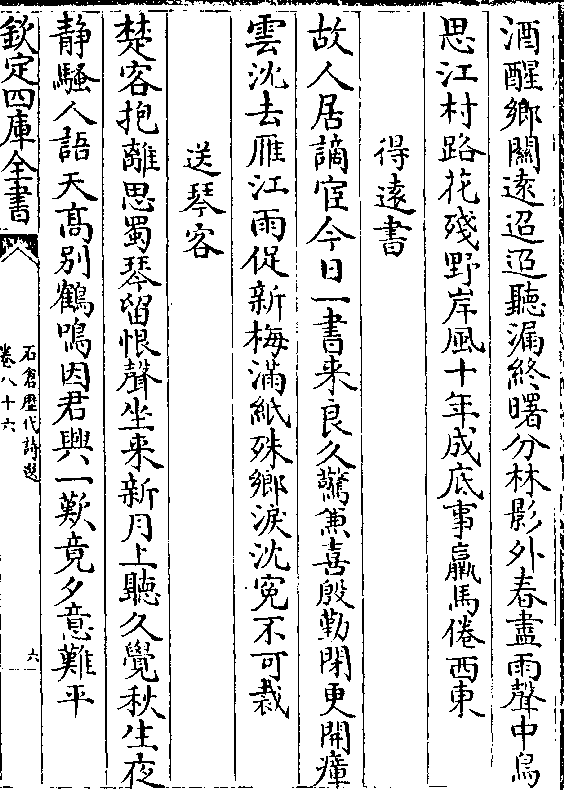 酒醒鄉關遠迢迢聽漏終曙分林影外春盡雨聲中鳥
思江村路花殘野岸風十年成底事羸馬倦西東
得遠書
故人居謫宦今日一書来良久驚兼喜殷勤閉更開瘴
雲沈去雁江雨促新梅滿紙殊鄉淚沈寃不可裁
送琴客
楚客抱離思蜀琴留恨聲坐来新月上聽久覺秋生夜
静騷人語天高別鶴鳴因君興一歎竟夕意難平
欽定四庫全書
石倉歷代詩選
卷八十六
六